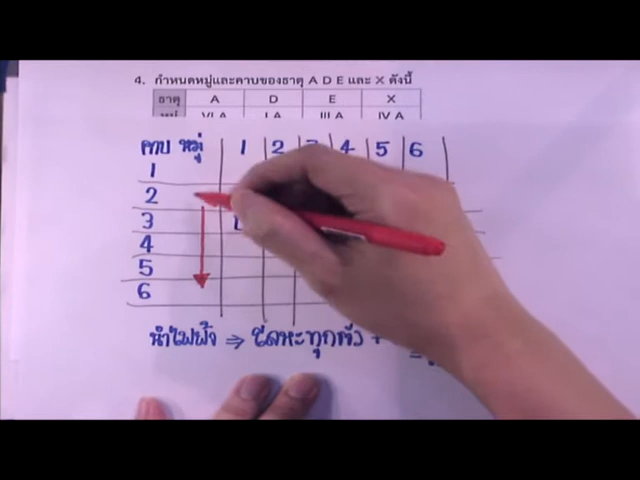 4. กำหนดหมู่และคาบของธาตุ A D E และ X ดังนี้
ธาตุ A D E X
หมู่ VI A I A III A IV A
คาบ หมู่ 1 2 3 4 5 6
1
2
3
4
5
6
นำไฟฟ้า ⇒ โลหะทุกตัว +